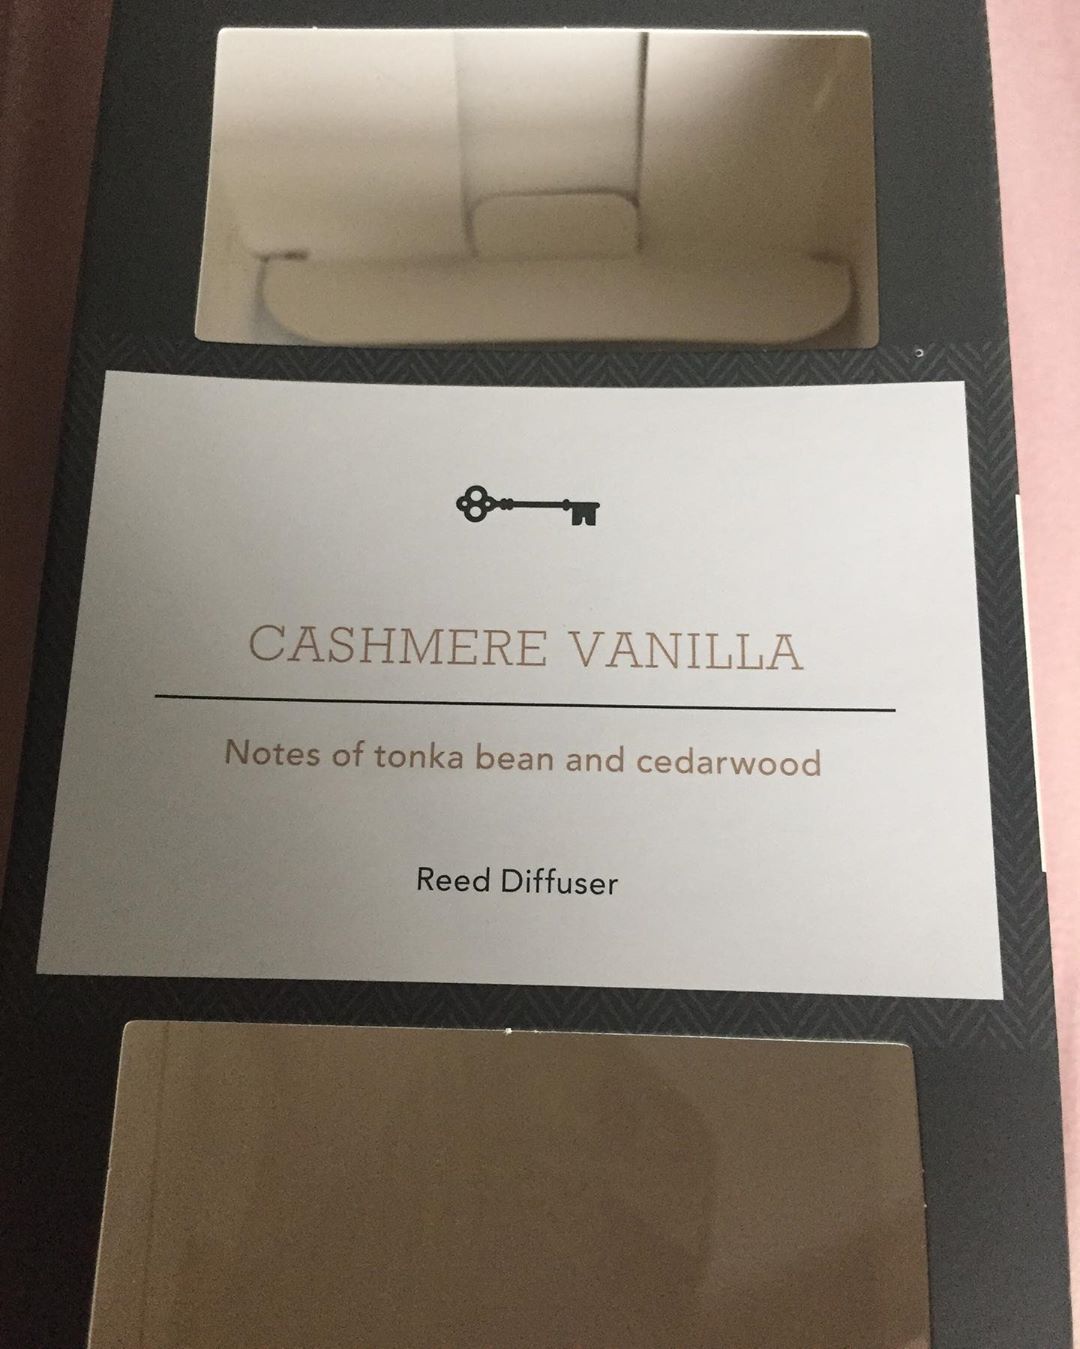 CASHMERE VANILLA
Notes of tonka bean and cedarwood
Reed Diffuser